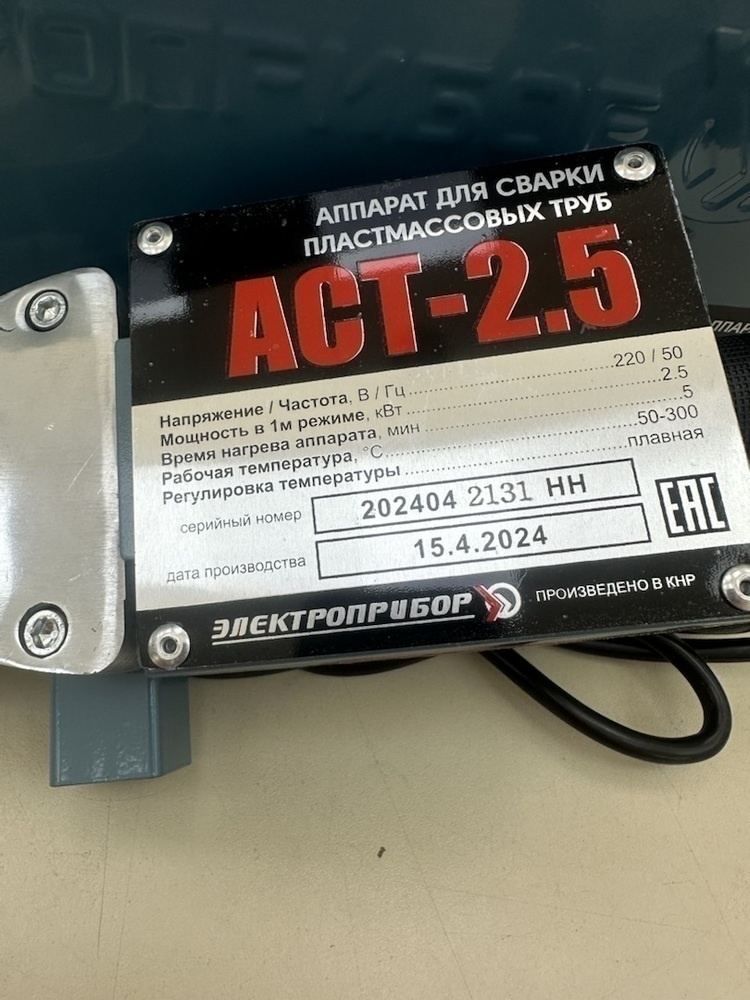 АППАРАТ ДЛЯ СВАРКИ
ПЛАСТМАССОВЫХ ТРУБ
АСТ-2.5
Напряжение / Частота, В / Гц 220 / 50
Мощность в 1м режиме, кВт 2.5
Время нагрева аппарата, мин 5
Рабочая температура, °С 50-300
Регулировка температуры плавная
серийный номер 202404 2131 НН
дата производства 15.4.2024
ЕАС
ЭЛЕКТРОПРИБОР ПРОИЗВЕДЕНО В КНР